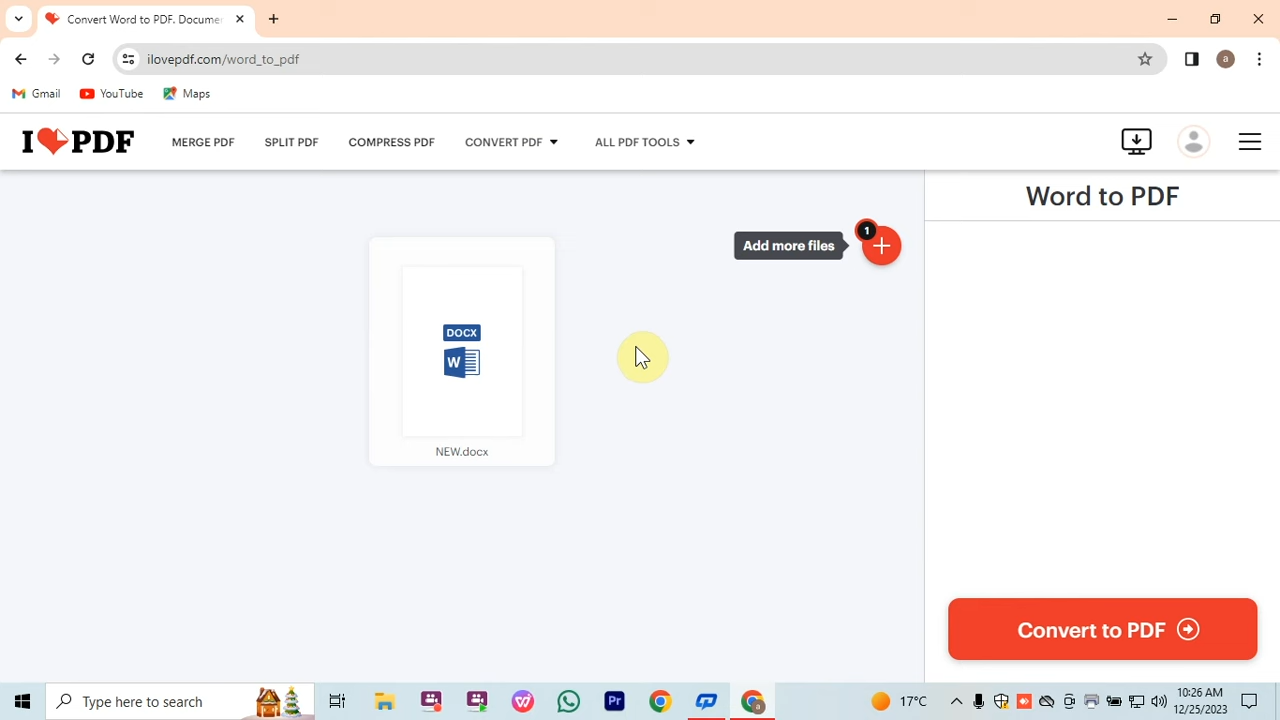 Convert Word to PDF. Docume
ilovepdf.com/word_to_pdf
a
Gmail YouTube Maps
I PDF MERGE PDF SPLIT PDF COMPRESS PDF CONVERT PDF ALL PDF TOOLS
Word to PDF
1
Add more files
DOCX
W
NEW.docx
Convert to PDF
Type here to search
W
Pr
a
17°C
10:26 AM
12/25/2023